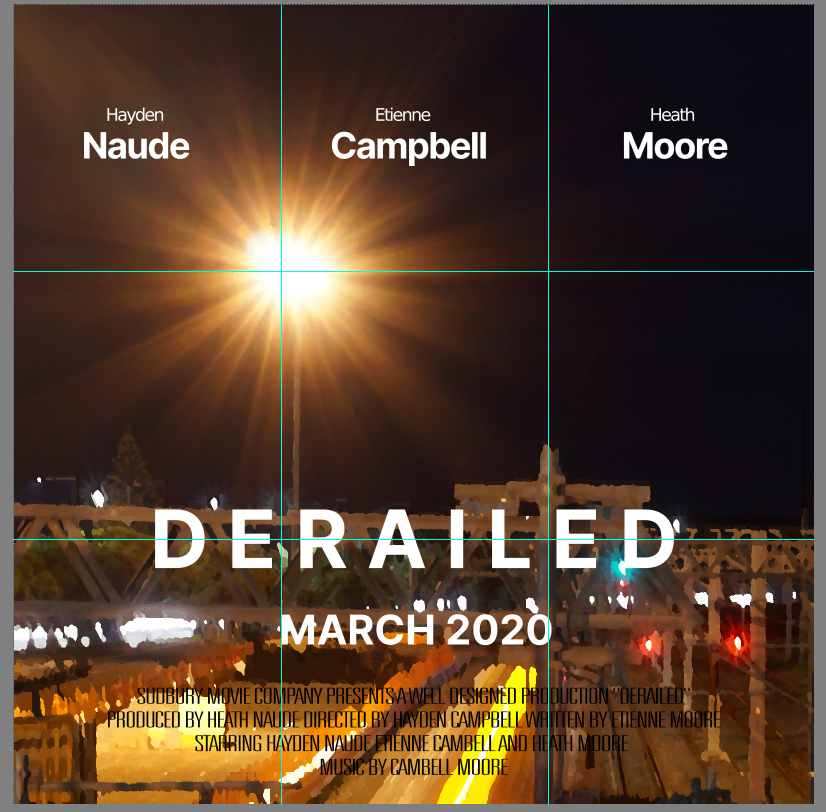 Hayden
Naude
Etienne
Campbell
Heath
Moore
DERAILED
MARCH 2020
SUDBURY MOVIE COMPANY PRESENTS A WELL DESIGNED PRODUCTION "DERAILED"
PRODUCED BY HEATH NAUDE DIRECTED BY HAYDEN CAMPBELL WRITTEN BY ETIENNE MOORE
STARRING HAYDEN NAUDE ETIENNE CAMBELL AND HEATH MOORE
MUSIC BY CAMBELL MOORE